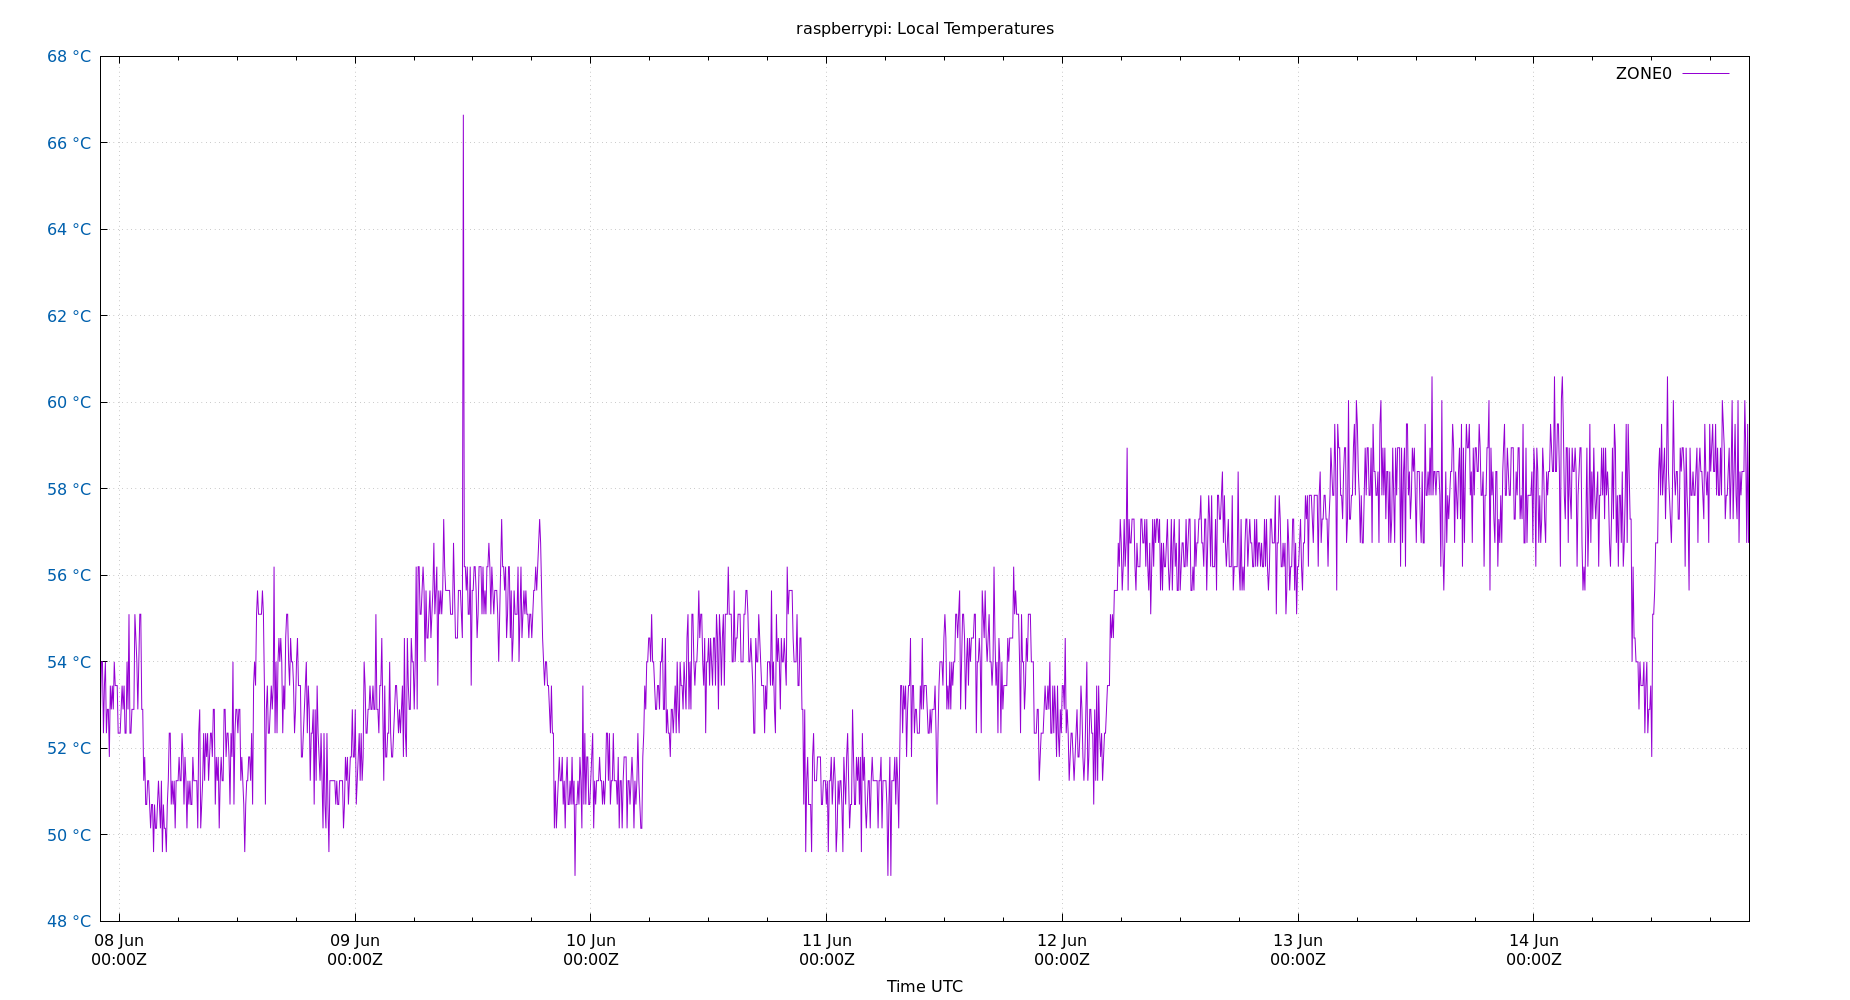 raspberrypi: Local Temperatures
68 °C
ZONE0
66 °C
64 °C
62 °C
60 °C
58 °C
56 °C
54 °C
52 °C
50 °C
48 °C
08 Jun 09 Jun 10 Jun 11 Jun 12 Jun 13 Jun 14 Jun
00:00Z 00:00Z 00:00Z 00:00Z 00:00Z 00:00Z 00:00Z
Time UTC